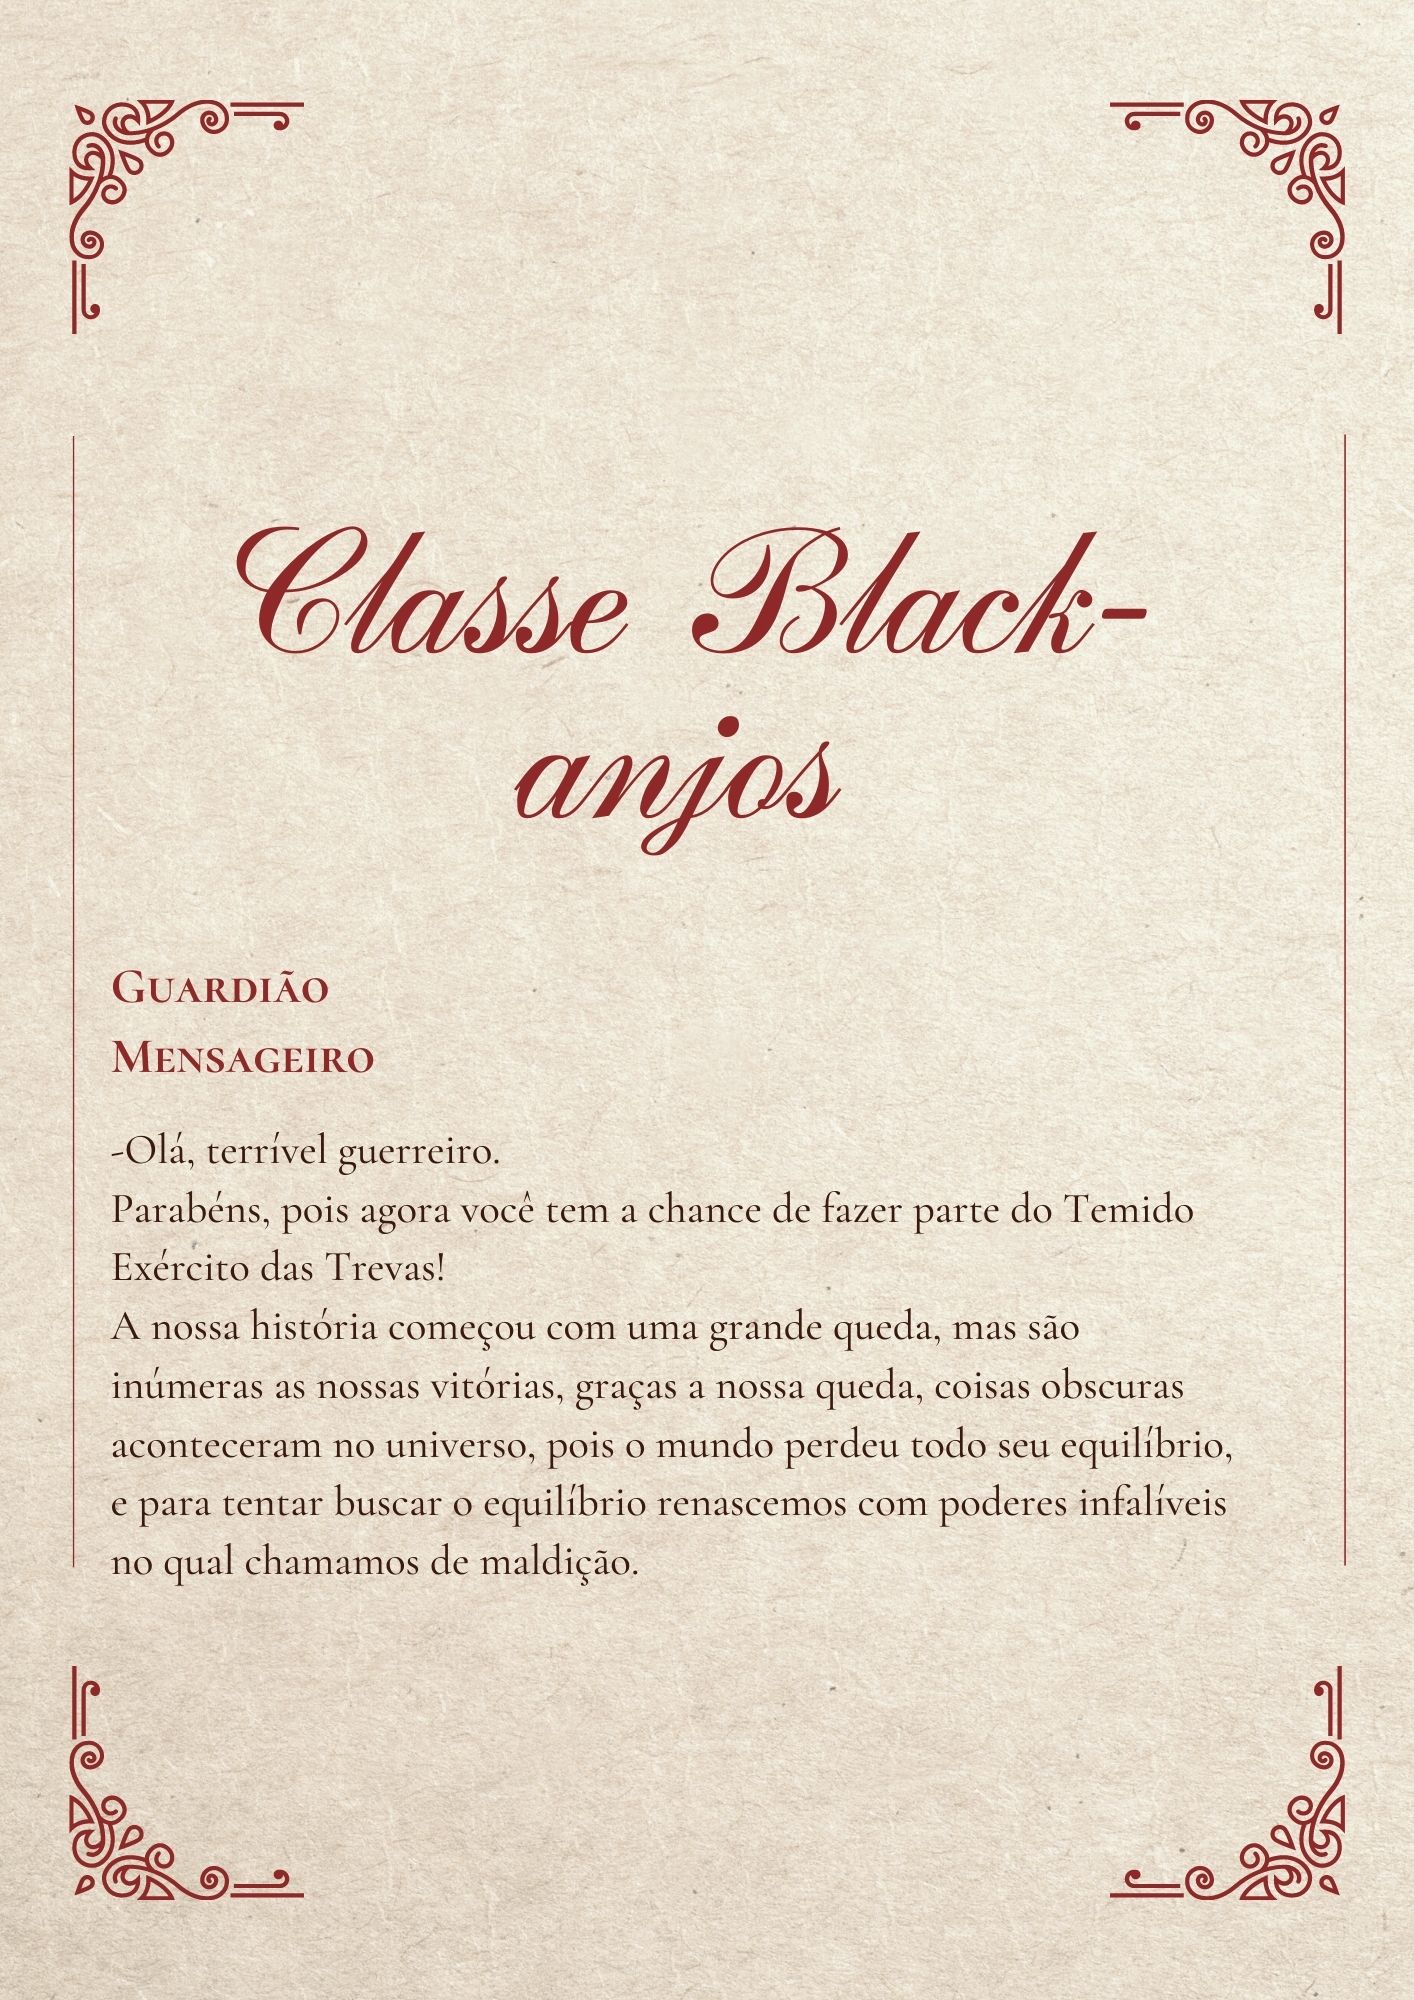 Classe Black-
anjos
Guardião
Mensageiro
-Olá, terrível guerreiro.
Parabéns, pois agora você tem a chance de fazer parte do Temido
Exército das Trevas!
A nossa história começou com uma grande queda, mas são
inúmeras as nossas vitórias, graças a nossa queda, coisas obscuras
aconteceram no universo, pois o mundo perdeu todo seu equilíbrio,
e para tentar buscar o equilíbrio renascemos com poderes infalíveis
no qual chamamos de maldição.